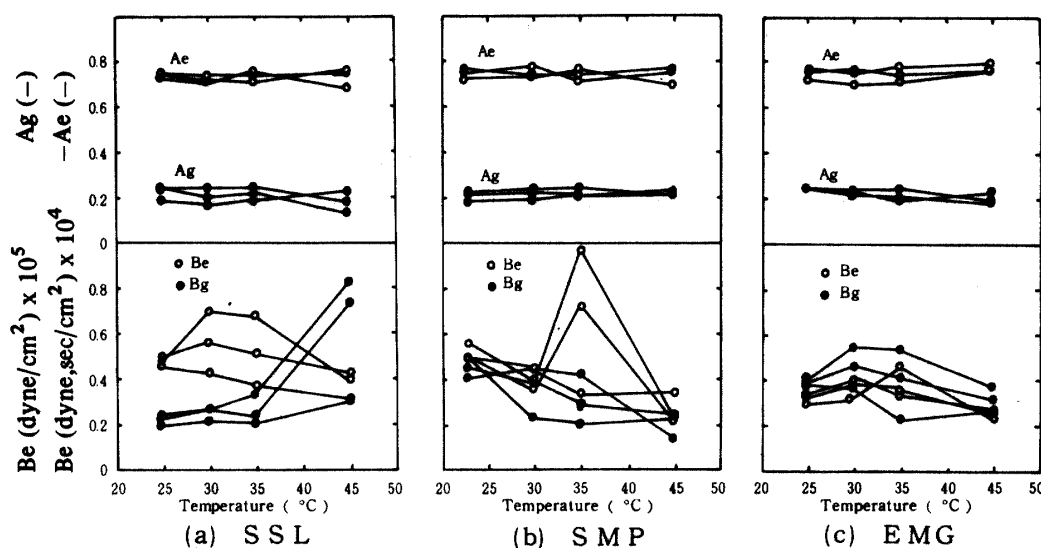 Ag (−)
−Ae (−)
Be (dyne/cm²) x 10⁵
Be (dyne,sec/cm²) x 10⁴
0.8
0.6
0.4
0.2
0
0.8
0.6
0.4
0.2
0
Ae
Ag
Be
Bg
20 25 30 35 40 45 50
Temperature ( °C)
(a) SSL
Ae
Ag
Be
Bg
20 25 30 35 40 45 50
Temperature ( °C)
(b) SMP
Ae
Ag
Be
Bg
20 25 30 35 40 45 50
Temperature ( °C)
(c) EMG